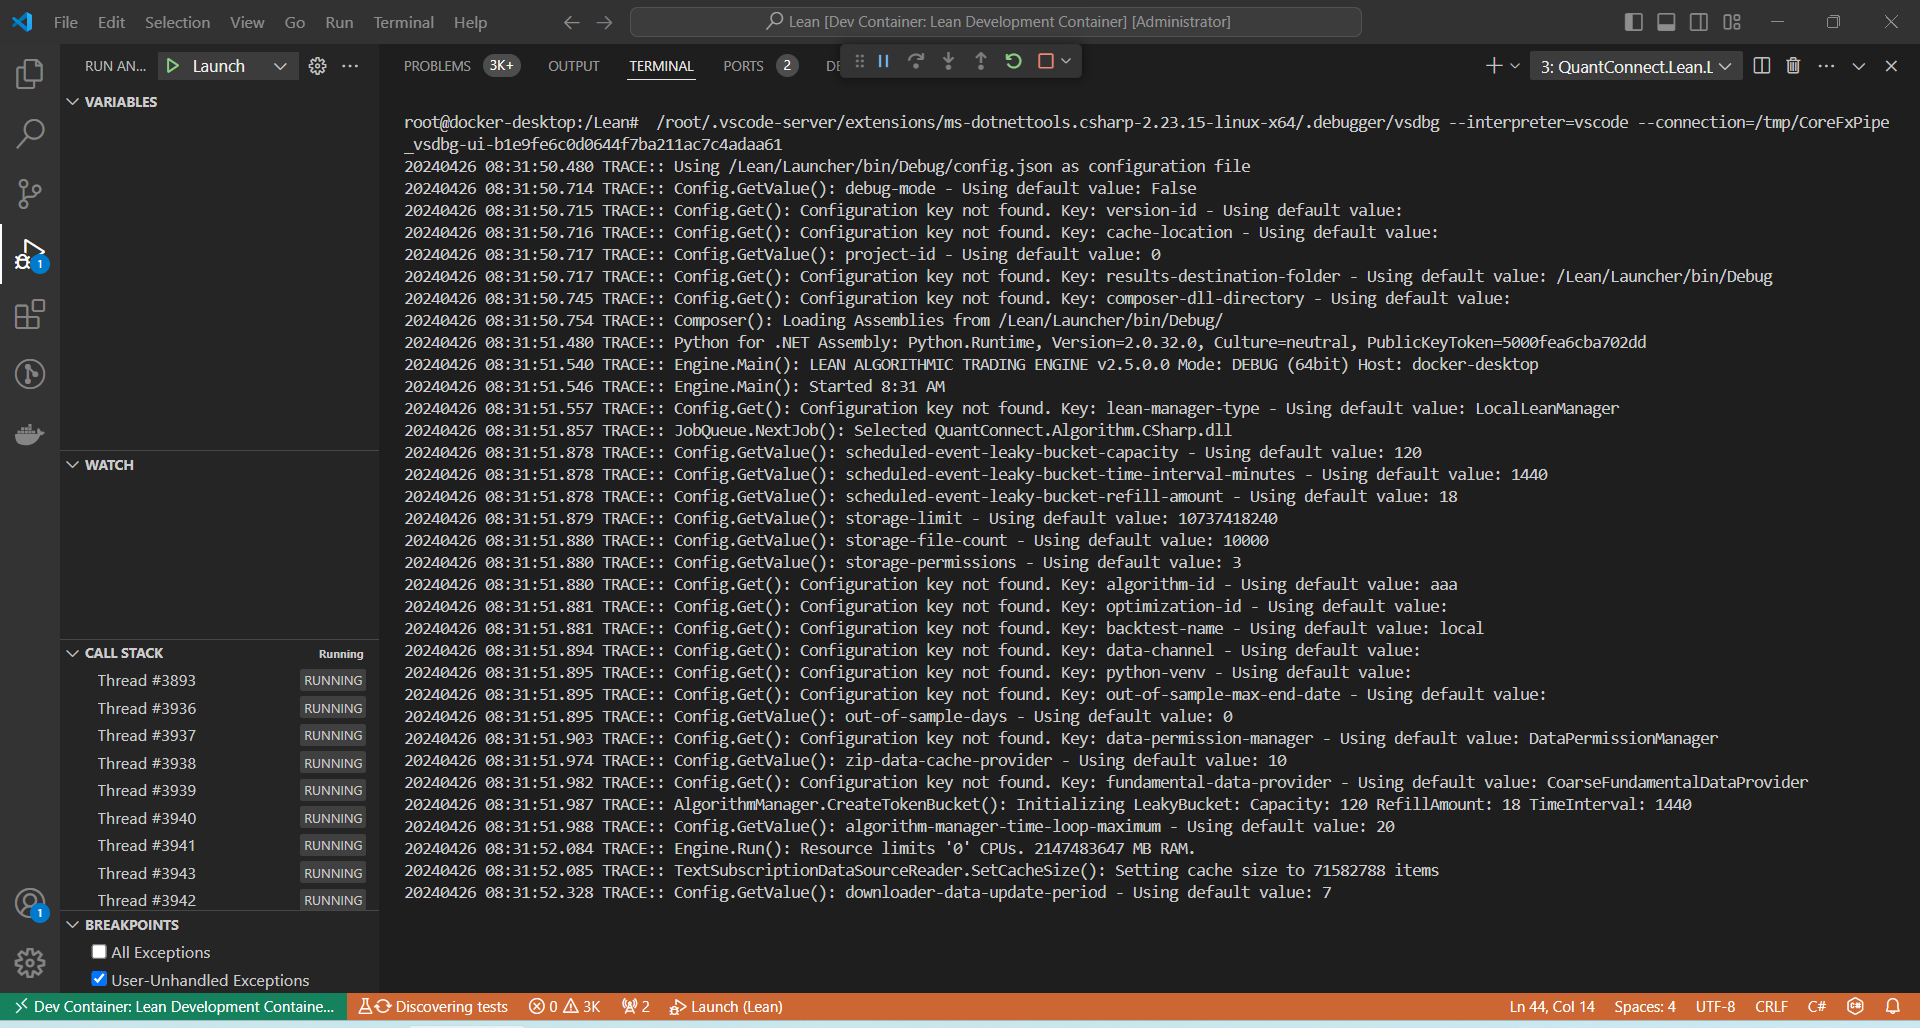 File Edit Selection View Go Run Terminal Help
Lean [Dev Container: Lean Development Container] [Administrator]
RUN AN... Launch
PROBLEMS 3K+ OUTPUT TERMINAL PORTS 2 DE
3: QuantConnect.Lean.L
VARIABLES
WATCH
CALL STACK Running
Thread #3893 RUNNING
Thread #3936 RUNNING
Thread #3937 RUNNING
Thread #3938 RUNNING
Thread #3939 RUNNING
Thread #3940 RUNNING
Thread #3941 RUNNING
Thread #3943 RUNNING
Thread #3942 RUNNING
BREAKPOINTS
All Exceptions
User-Unhandled Exceptions
1
1
root@docker-desktop:/Lean#  /root/.vscode-server/extensions/ms-dotnettools.csharp-2.23.15-linux-x64/.debugger/vsdbg --interpreter=vscode --connection=/tmp/CoreFxPipe
_vsdbg-ui-b1e9fe6c0d0644f7ba211ac7c4adaa61
20240426 08:31:50.480 TRACE:: Using /Lean/Launcher/bin/Debug/config.json as configuration file
20240426 08:31:50.714 TRACE:: Config.GetValue(): debug-mode - Using default value: False
20240426 08:31:50.715 TRACE:: Config.Get(): Configuration key not found. Key: version-id - Using default value:
20240426 08:31:50.716 TRACE:: Config.Get(): Configuration key not found. Key: cache-location - Using default value:
20240426 08:31:50.717 TRACE:: Config.GetValue(): project-id - Using default value: 0
20240426 08:31:50.717 TRACE:: Config.Get(): Configuration key not found. Key: results-destination-folder - Using default value: /Lean/Launcher/bin/Debug
20240426 08:31:50.745 TRACE:: Config.Get(): Configuration key not found. Key: composer-dll-directory - Using default value:
20240426 08:31:50.754 TRACE:: Composer(): Loading Assemblies from /Lean/Launcher/bin/Debug/
20240426 08:31:51.480 TRACE:: Python for .NET Assembly: Python.Runtime, Version=2.0.32.0, Culture=neutral, PublicKeyToken=5000fea6cba702dd
20240426 08:31:51.540 TRACE:: Engine.Main(): LEAN ALGORITHMIC TRADING ENGINE v2.5.0.0 Mode: DEBUG (64bit) Host: docker-desktop
20240426 08:31:51.546 TRACE:: Engine.Main(): Started 8:31 AM
20240426 08:31:51.557 TRACE:: Config.Get(): Configuration key not found. Key: lean-manager-type - Using default value: LocalLeanManager
20240426 08:31:51.857 TRACE:: JobQueue.NextJob(): Selected QuantConnect.Algorithm.CSharp.dll
20240426 08:31:51.878 TRACE:: Config.GetValue(): scheduled-event-leaky-bucket-capacity - Using default value: 120
20240426 08:31:51.878 TRACE:: Config.GetValue(): scheduled-event-leaky-bucket-time-interval-minutes - Using default value: 1440
20240426 08:31:51.878 TRACE:: Config.GetValue(): scheduled-event-leaky-bucket-refill-amount - Using default value: 18
20240426 08:31:51.879 TRACE:: Config.GetValue(): storage-limit - Using default value: 10737418240
20240426 08:31:51.880 TRACE:: Config.GetValue(): storage-file-count - Using default value: 10000
20240426 08:31:51.880 TRACE:: Config.GetValue(): storage-permissions - Using default value: 3
20240426 08:31:51.880 TRACE:: Config.Get(): Configuration key not found. Key: algorithm-id - Using default value: aaa
20240426 08:31:51.881 TRACE:: Config.Get(): Configuration key not found. Key: optimization-id - Using default value:
20240426 08:31:51.881 TRACE:: Config.Get(): Configuration key not found. Key: backtest-name - Using default value: local
20240426 08:31:51.894 TRACE:: Config.Get(): Configuration key not found. Key: data-channel - Using default value:
20240426 08:31:51.895 TRACE:: Config.Get(): Configuration key not found. Key: python-venv - Using default value:
20240426 08:31:51.895 TRACE:: Config.Get(): Configuration key not found. Key: out-of-sample-max-end-date - Using default value:
20240426 08:31:51.895 TRACE:: Config.GetValue(): out-of-sample-days - Using default value: 0
20240426 08:31:51.903 TRACE:: Config.Get(): Configuration key not found. Key: data-permission-manager - Using default value: DataPermissionManager
20240426 08:31:51.974 TRACE:: Config.GetValue(): zip-data-cache-provider - Using default value: 10
20240426 08:31:51.982 TRACE:: Config.Get(): Configuration key not found. Key: fundamental-data-provider - Using default value: CoarseFundamentalDataProvider
20240426 08:31:51.987 TRACE:: AlgorithmManager.CreateTokenBucket(): Initializing LeakyBucket: Capacity: 120 RefillAmount: 18 TimeInterval: 1440
20240426 08:31:51.988 TRACE:: Config.GetValue(): algorithm-manager-time-loop-maximum - Using default value: 20
20240426 08:31:52.084 TRACE:: Engine.Run(): Resource limits '0' CPUs. 2147483647 MB RAM.
20240426 08:31:52.085 TRACE:: TextSubscriptionDataSourceReader.SetCacheSize(): Setting cache size to 71582788 items
20240426 08:31:52.328 TRACE:: Config.GetValue(): downloader-data-update-period - Using default value: 7
Dev Container: Lean Development Containe... Discovering tests 0 3K 2 Launch (Lean) Ln 44, Col 14 Spaces: 4 UTF-8 CRLF C#